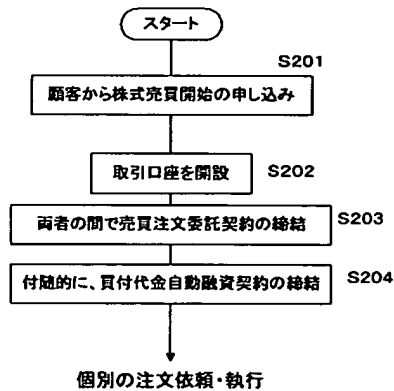 スタート
S201
顧客から株式売買開始の申し込み
取引口座を開設
S202
両者の間で売買注文委託契約の締結
S203
付随的に、買付代金自動融資契約の締結
S204
個別の注文依頼・執行